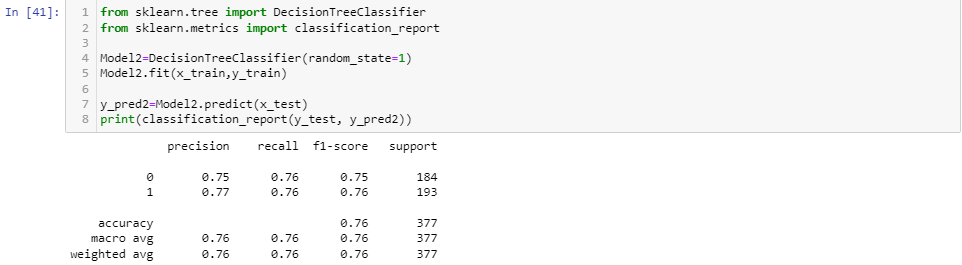 In [41]:
1 from sklearn.tree import DecisionTreeClassifier
2 from sklearn.metrics import classification_report
3
4 Model2=DecisionTreeClassifier(random_state=1)
5 Model2.fit(x_train,y_train)
6
7 y_pred2=Model2.predict(x_test)
8 print(classification_report(y_test, y_pred2))
precision recall f1-score support
0 0.75 0.76 0.75 184
1 0.77 0.76 0.76 193
accuracy 0.76 377
macro avg 0.76 0.76 0.76 377
weighted avg 0.76 0.76 0.76 377